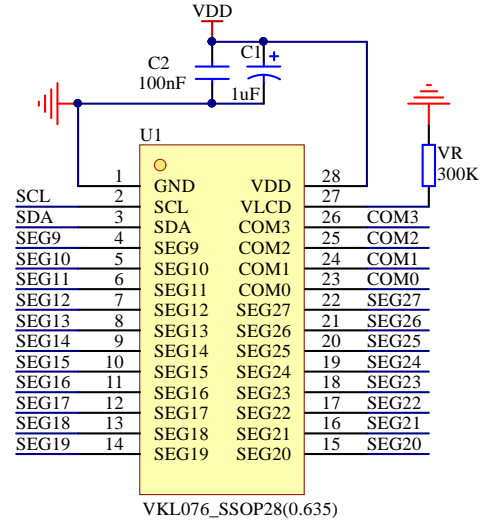 VDD
C2 C1
100nF
1uF
U1
VR
300K
1 GND VDD 28
SCL 2 SCL VLCD 27
SDA 3 SDA COM3 26 COM3
SEG9 4 SEG9 COM2 25 COM2
SEG10 5 SEG10 COM1 24 COM1
SEG11 6 SEG11 COM0 23 COM0
SEG12 7 SEG12 SEG27 22 SEG27
SEG13 8 SEG13 SEG26 21 SEG26
SEG14 9 SEG14 SEG25 20 SEG25
SEG15 10 SEG15 SEG24 19 SEG24
SEG16 11 SEG16 SEG23 18 SEG23
SEG17 12 SEG17 SEG22 17 SEG22
SEG18 13 SEG18 SEG21 16 SEG21
SEG19 14 SEG19 SEG20 15 SEG20
VKL076_SSOP28(0.635)